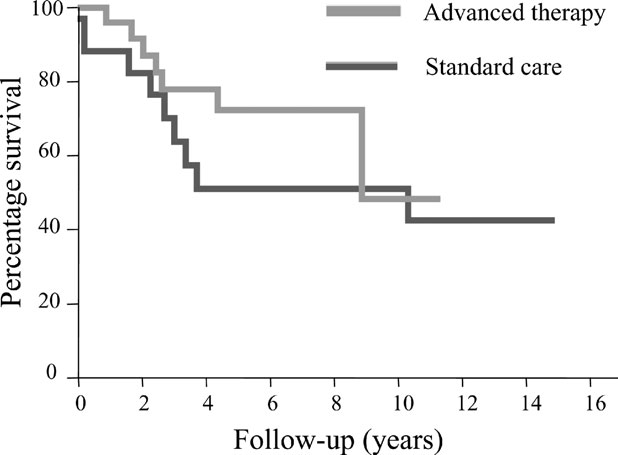 100
80
60
40
20
0
Percentage survival
Advanced therapy
Standard care
0 2 4 6 8 10 12 14 16
Follow-up (years)